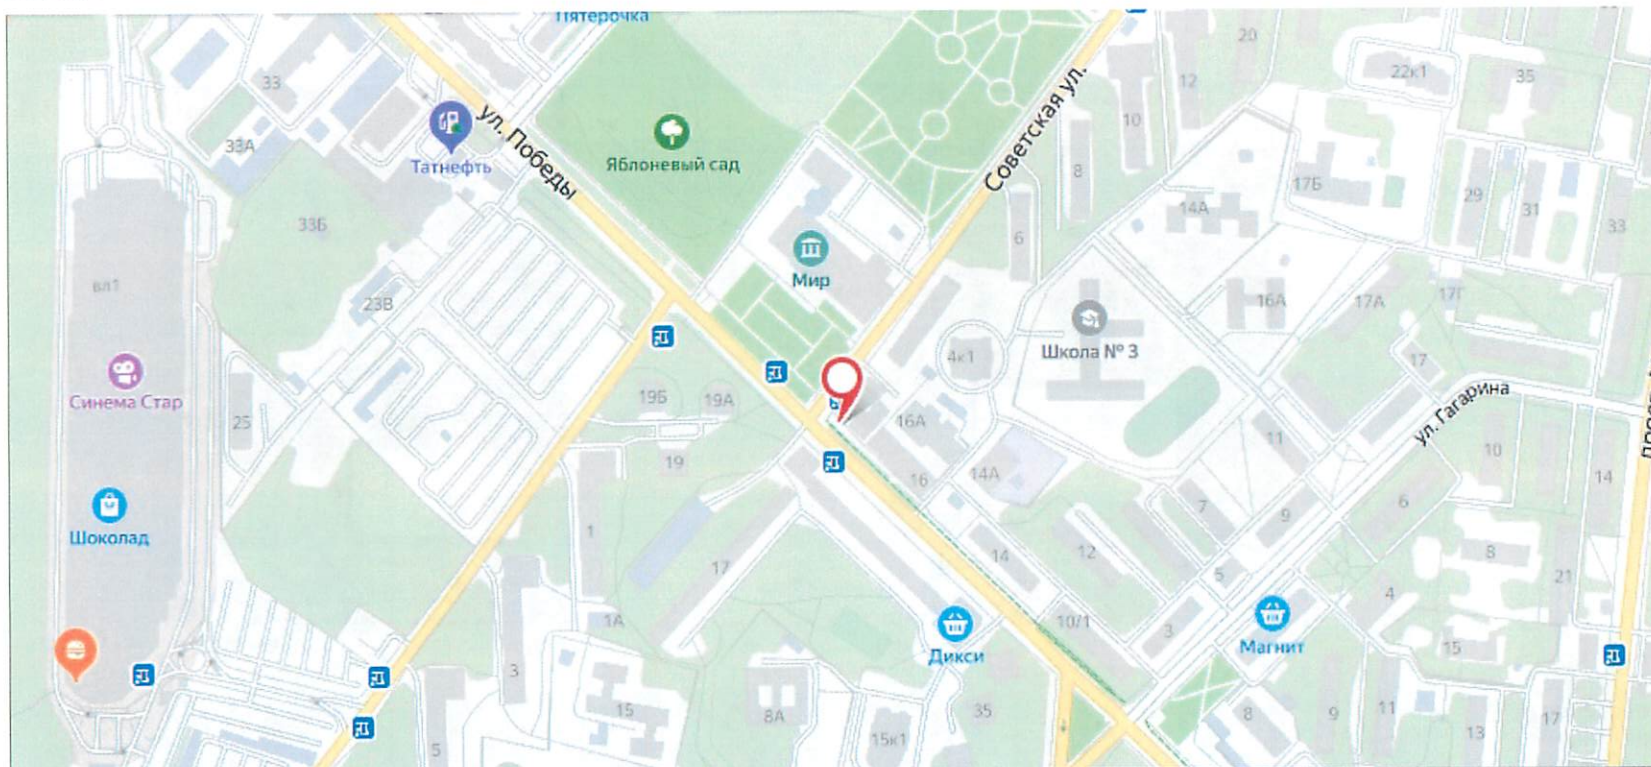 Пятерочка
20
22к1
35
33
12
10
33А
Татнефть
ул. Победы
Яблоневый сад
Советская ул.
8
17Б
29
31
14А
33
33Б
6
Мир
вл1
23В
16А
17А
17Г
Школа № 3
4к1
17
Синема Стар
25
19Б
19А
16А
ул. Гагарина
11
10
19
16
14А
14
Шоколад
1
7
9
6
17
14
12
5
8
21
4
1А
10/1
3
Дикси
Магнит
15
3
15
8А
35
8
9
11
17
5
15к1
13